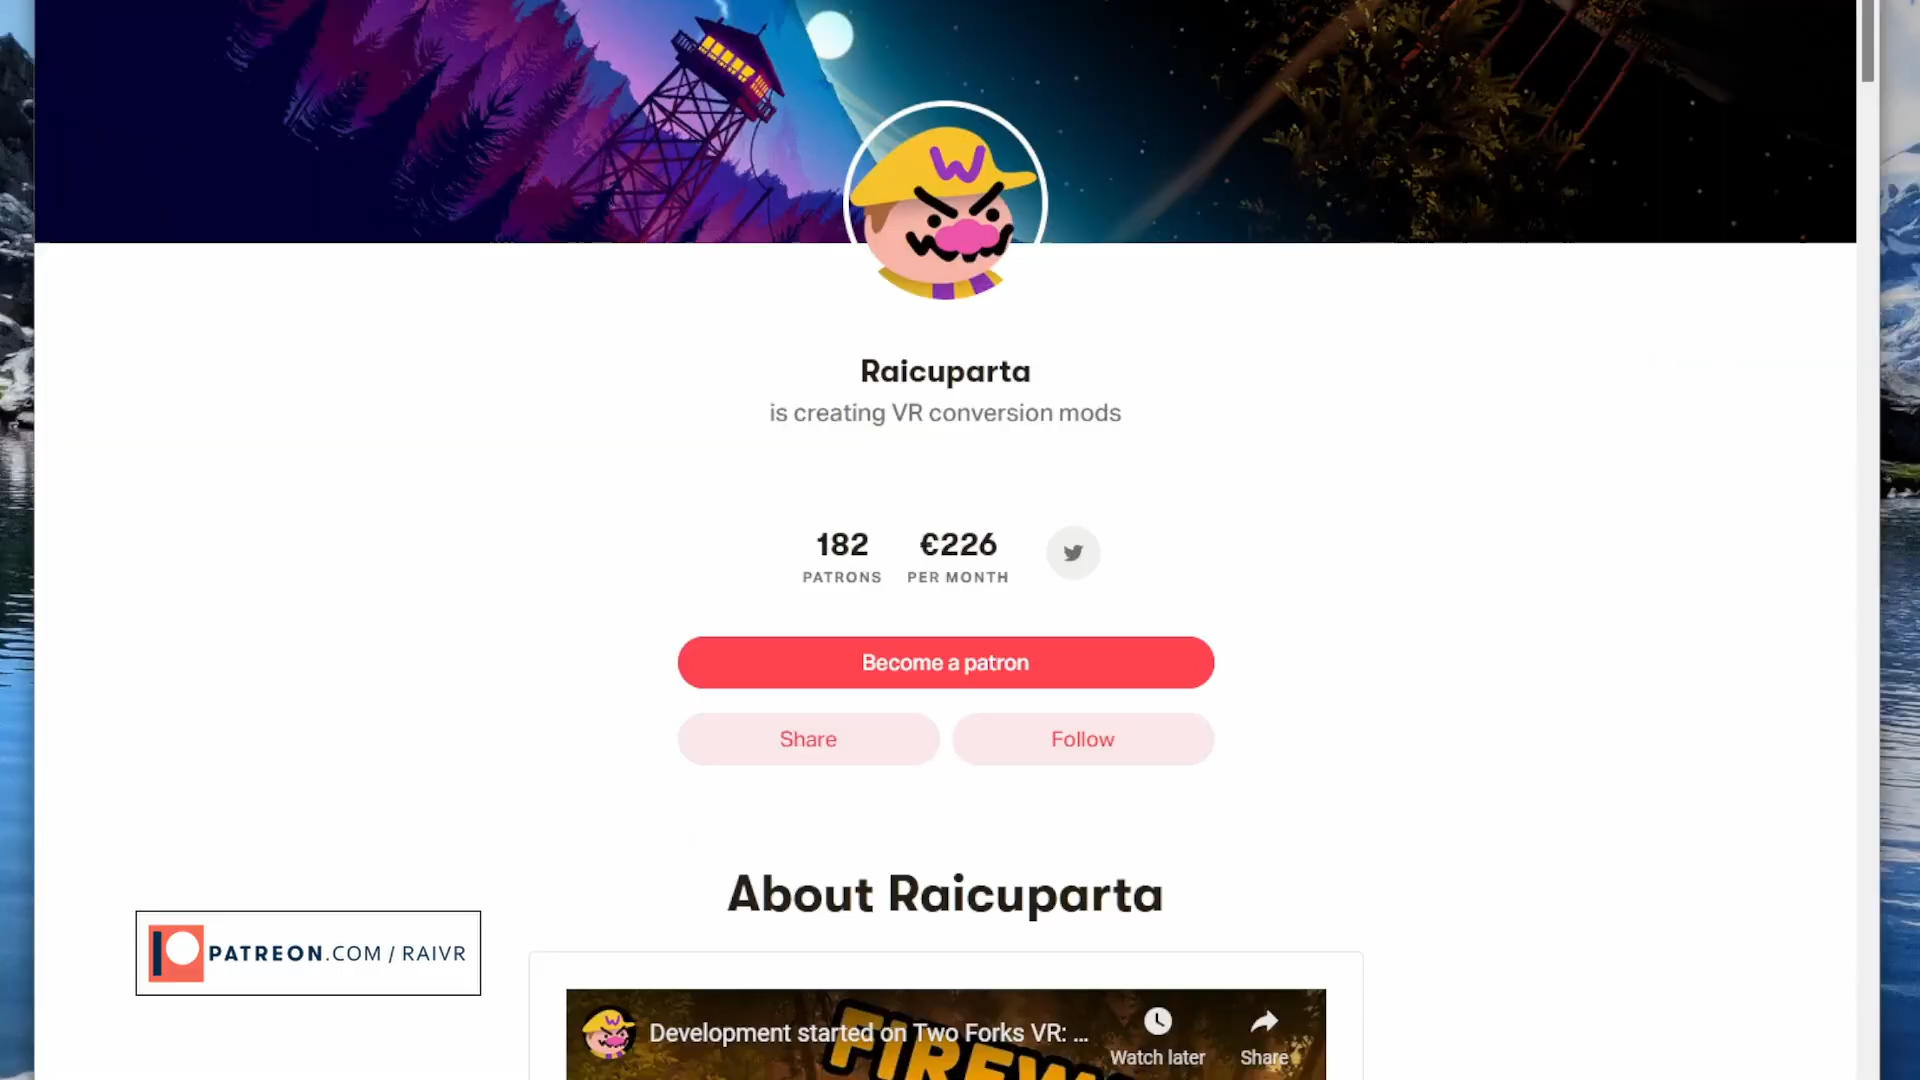 W
Raicuparta
is creating VR conversion mods
182
PATRONS
€226
PER MONTH
Become a patron
Share
Follow
About Raicuparta
PATREON.COM / RAIVR
Development started on Two Forks VR: ...
Watch later
Share